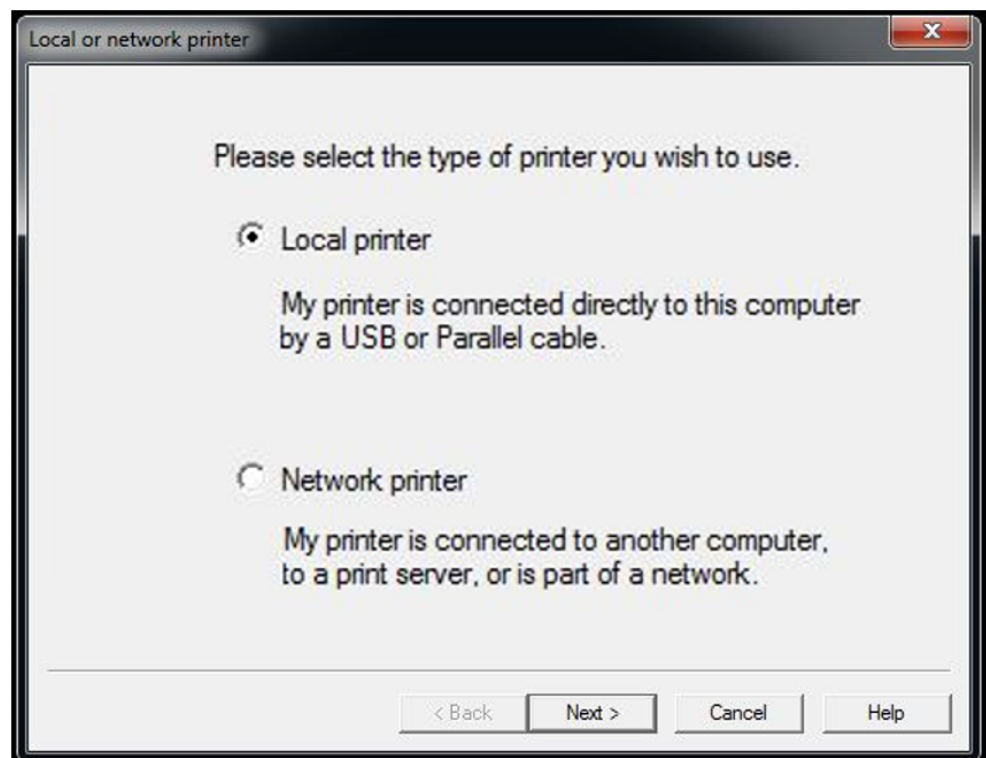 Local or network printer
Please select the type of printer you wish to use.
Local printer
My printer is connected directly to this computer
by a USB or Parallel cable.
Network printer
My printer is connected to another computer,
to a print server, or is part of a network.
< Back Next > Cancel Help